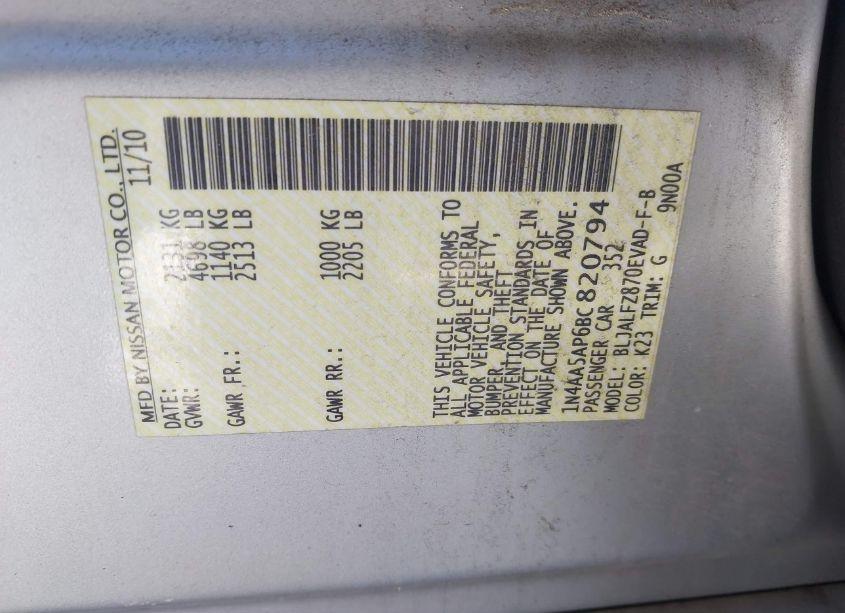 MFD BY NISSAN MOTOR CO., LTD.
DATE: 11/10
GVWR: 2131 KG
4698 LB
GAWR FR.: 1140 KG
2513 LB
GAWR RR.: 1000 KG
2205 LB
THIS VEHICLE CONFORMS TO
ALL APPLICABLE FEDERAL
MOTOR VEHICLE SAFETY,
BUMPER, AND THEFT
PREVENTION STANDARDS IN
EFFECT ON THE DATE OF
MANUFACTURE SHOWN ABOVE.
1N4AA5AP6BC820794
PASSENGER CAR 352
MODEL: BLJALFZ870EVAD-F-B
COLOR: K23 TRIM: G 9N00A